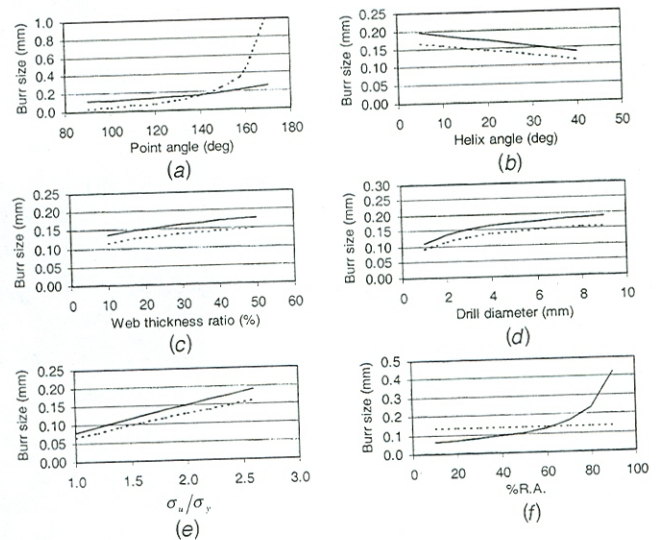 Burr size (mm)
1.0
0.8
0.6
0.4
0.2
0.0
80 100 120 140 160 180
Point angle (deg)
(a)
Burr size (mm)
0.25
0.20
0.15
0.10
0.05
0.00
0 10 20 30 40 50
Helix angle (deg)
(b)
Burr size (mm)
0.25
0.20
0.15
0.10
0.05
0.00
0 10 20 30 40 50 60
Web thickness ratio (%)
(c)
Burr size (mm)
0.30
0.25
0.20
0.15
0.10
0.05
0.00
0 2 4 6 8 10
Drill diameter (mm)
(d)
Burr size (mm)
0.25
0.20
0.15
0.10
0.05
0.00
1.0 1.5 2.0 2.5 3.0
σu/σy
(e)
Burr size (mm)
0.5
0.4
0.3
0.2
0.1
0.0
0 20 40 60 80 100
%R.A.
(f)